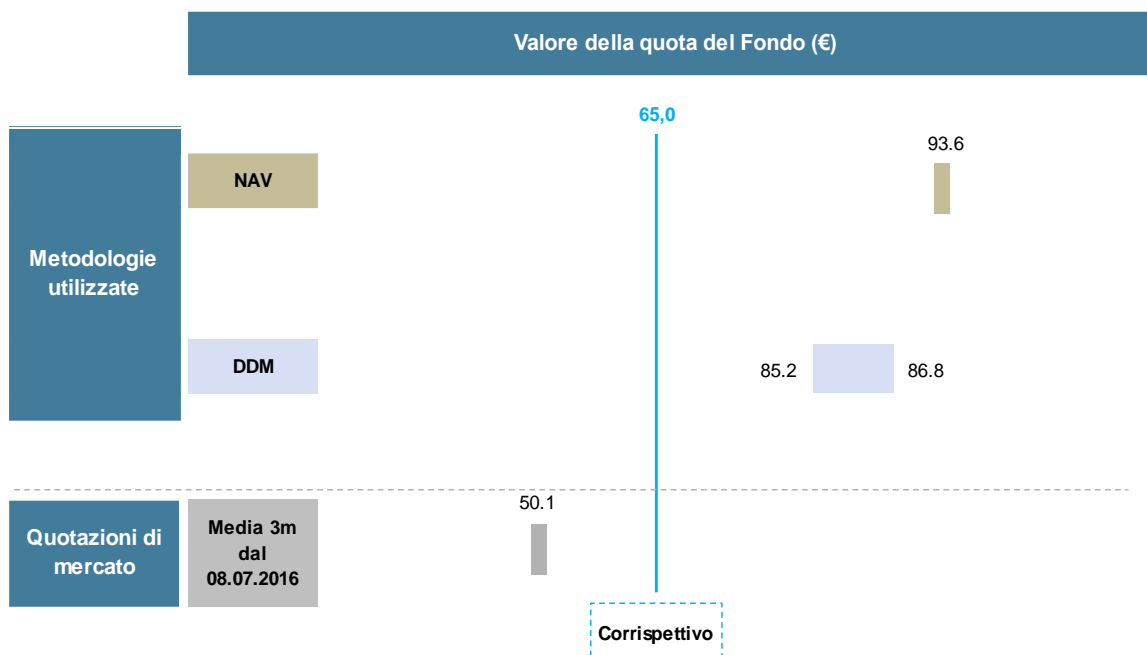 Valore della quota del Fondo (€)
65,0
93.6
NAV
Metodologie
utilizzate
DDM
85.2
86.8
50.1
Quotazioni di
mercato
Media 3m
dal
08.07.2016
Corrispettivo